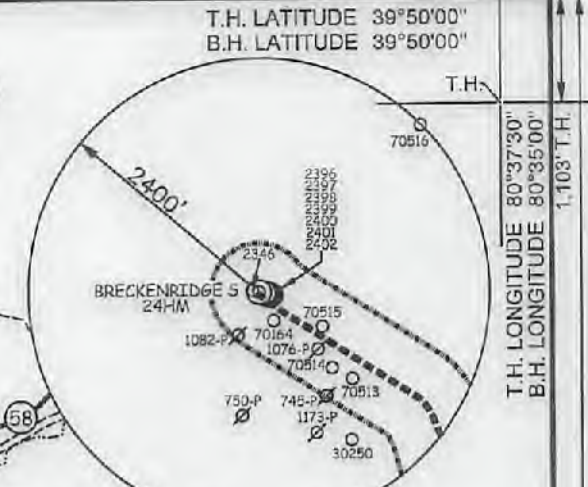 T.H. LATITUDE 39°50'00"
B.H. LATITUDE 39°50'00"
T.H.
70516
2400'
2396
2397
2398
2399
2400
2401
2402
2346
BRECKENRIDGE S
24HM
70164
70515
1082-P
1076-P
70514
70513
750-P
745-P
1173-P
30250
58
T.H. LONGITUDE 80°37'30"
B.H. LONGITUDE 80°35'00"
1,103' T.H.